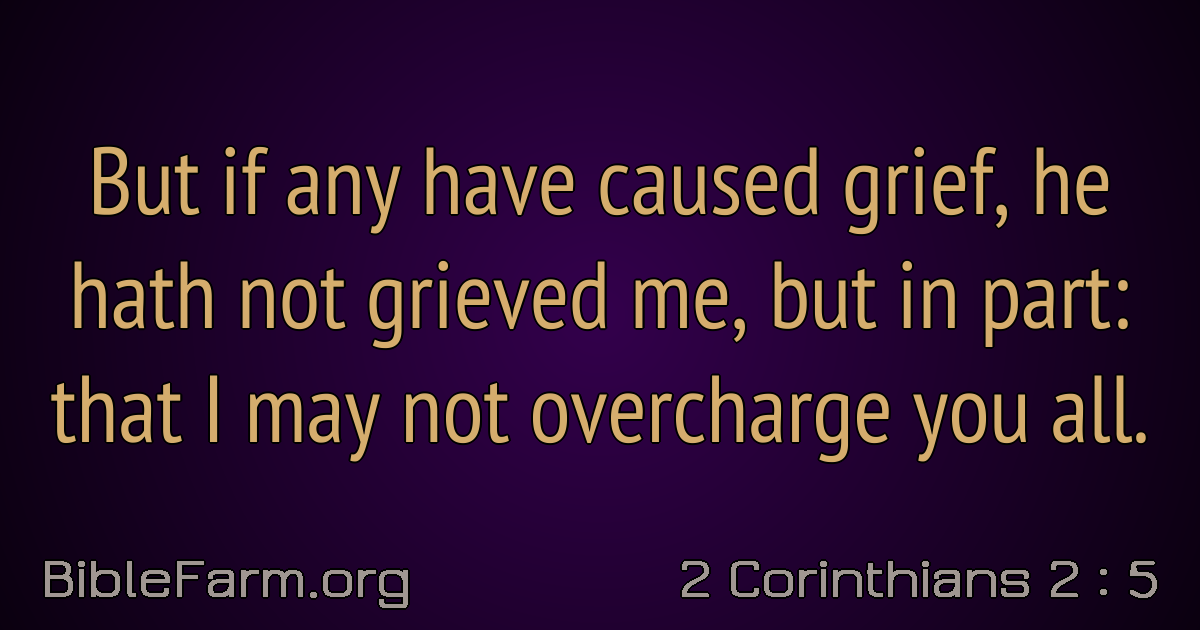 But if any have caused grief, he
hath not grieved me, but in part:
that I may not overcharge you all.
BibleFarm.org
2 Corinthians 2 : 5